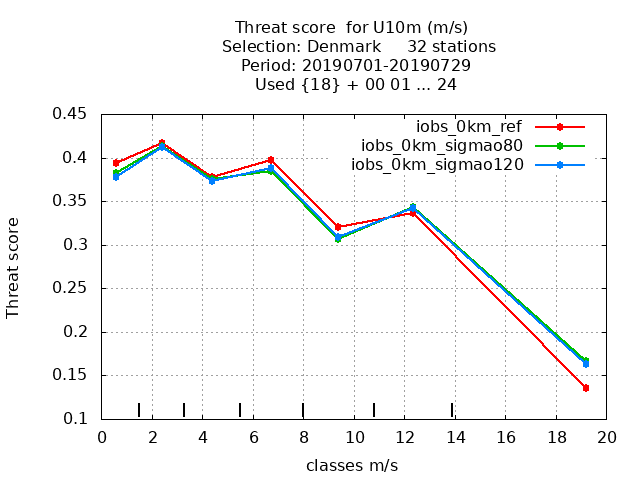 Threat score  for U10m (m/s)
Selection: Denmark     32 stations
Period: 20190701-20190729
Used {18} + 00 01 ... 24
0.45
0.4
0.35
0.3
0.25
0.2
0.15
0.1
Threat score
iobs_0km_ref
iobs_0km_sigmao80
iobs_0km_sigmao120
0 2 4 6 8 10 12 14 16 18 20
classes m/s